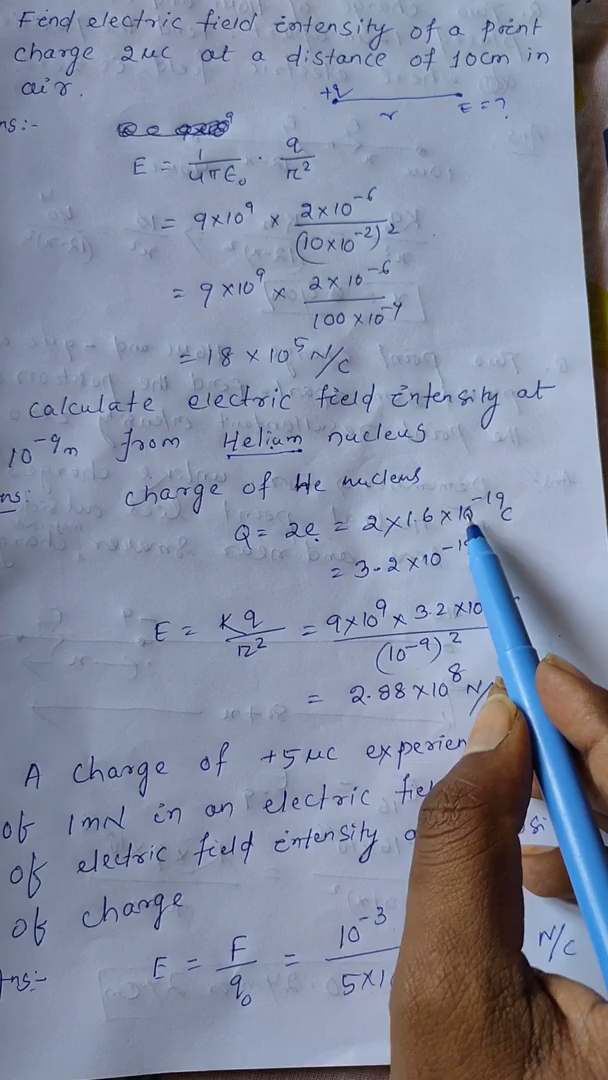 Find electric field intensity of a point
charge 2μC at a distance of 10cm in
air.
+q r E = ?
ns:-
E = 1/4πϵ₀ · q/r²
= 9×10⁹ × 2×10⁻⁶/(10×10⁻²)²
= 9×10⁹ × 2×10⁻⁶/100×10⁻⁴
= 18 × 10⁵ N/C
calculate electric field intensity at
10⁻⁹m from Helium nucleus
ns: charge of He nucleus
Q = 2e = 2×1.6×10⁻¹⁹C
= 3.2×10⁻¹
E = Kq/r² = 9×10⁹ × 3.2×10/(10⁻⁹)²
= 2.88×10⁸ N/
A charge of +5μC experien
of 1mN in an electric fie
of electric field intensity
of charge
ns:- E = F/q₀ = 10⁻³/5×1 N/C